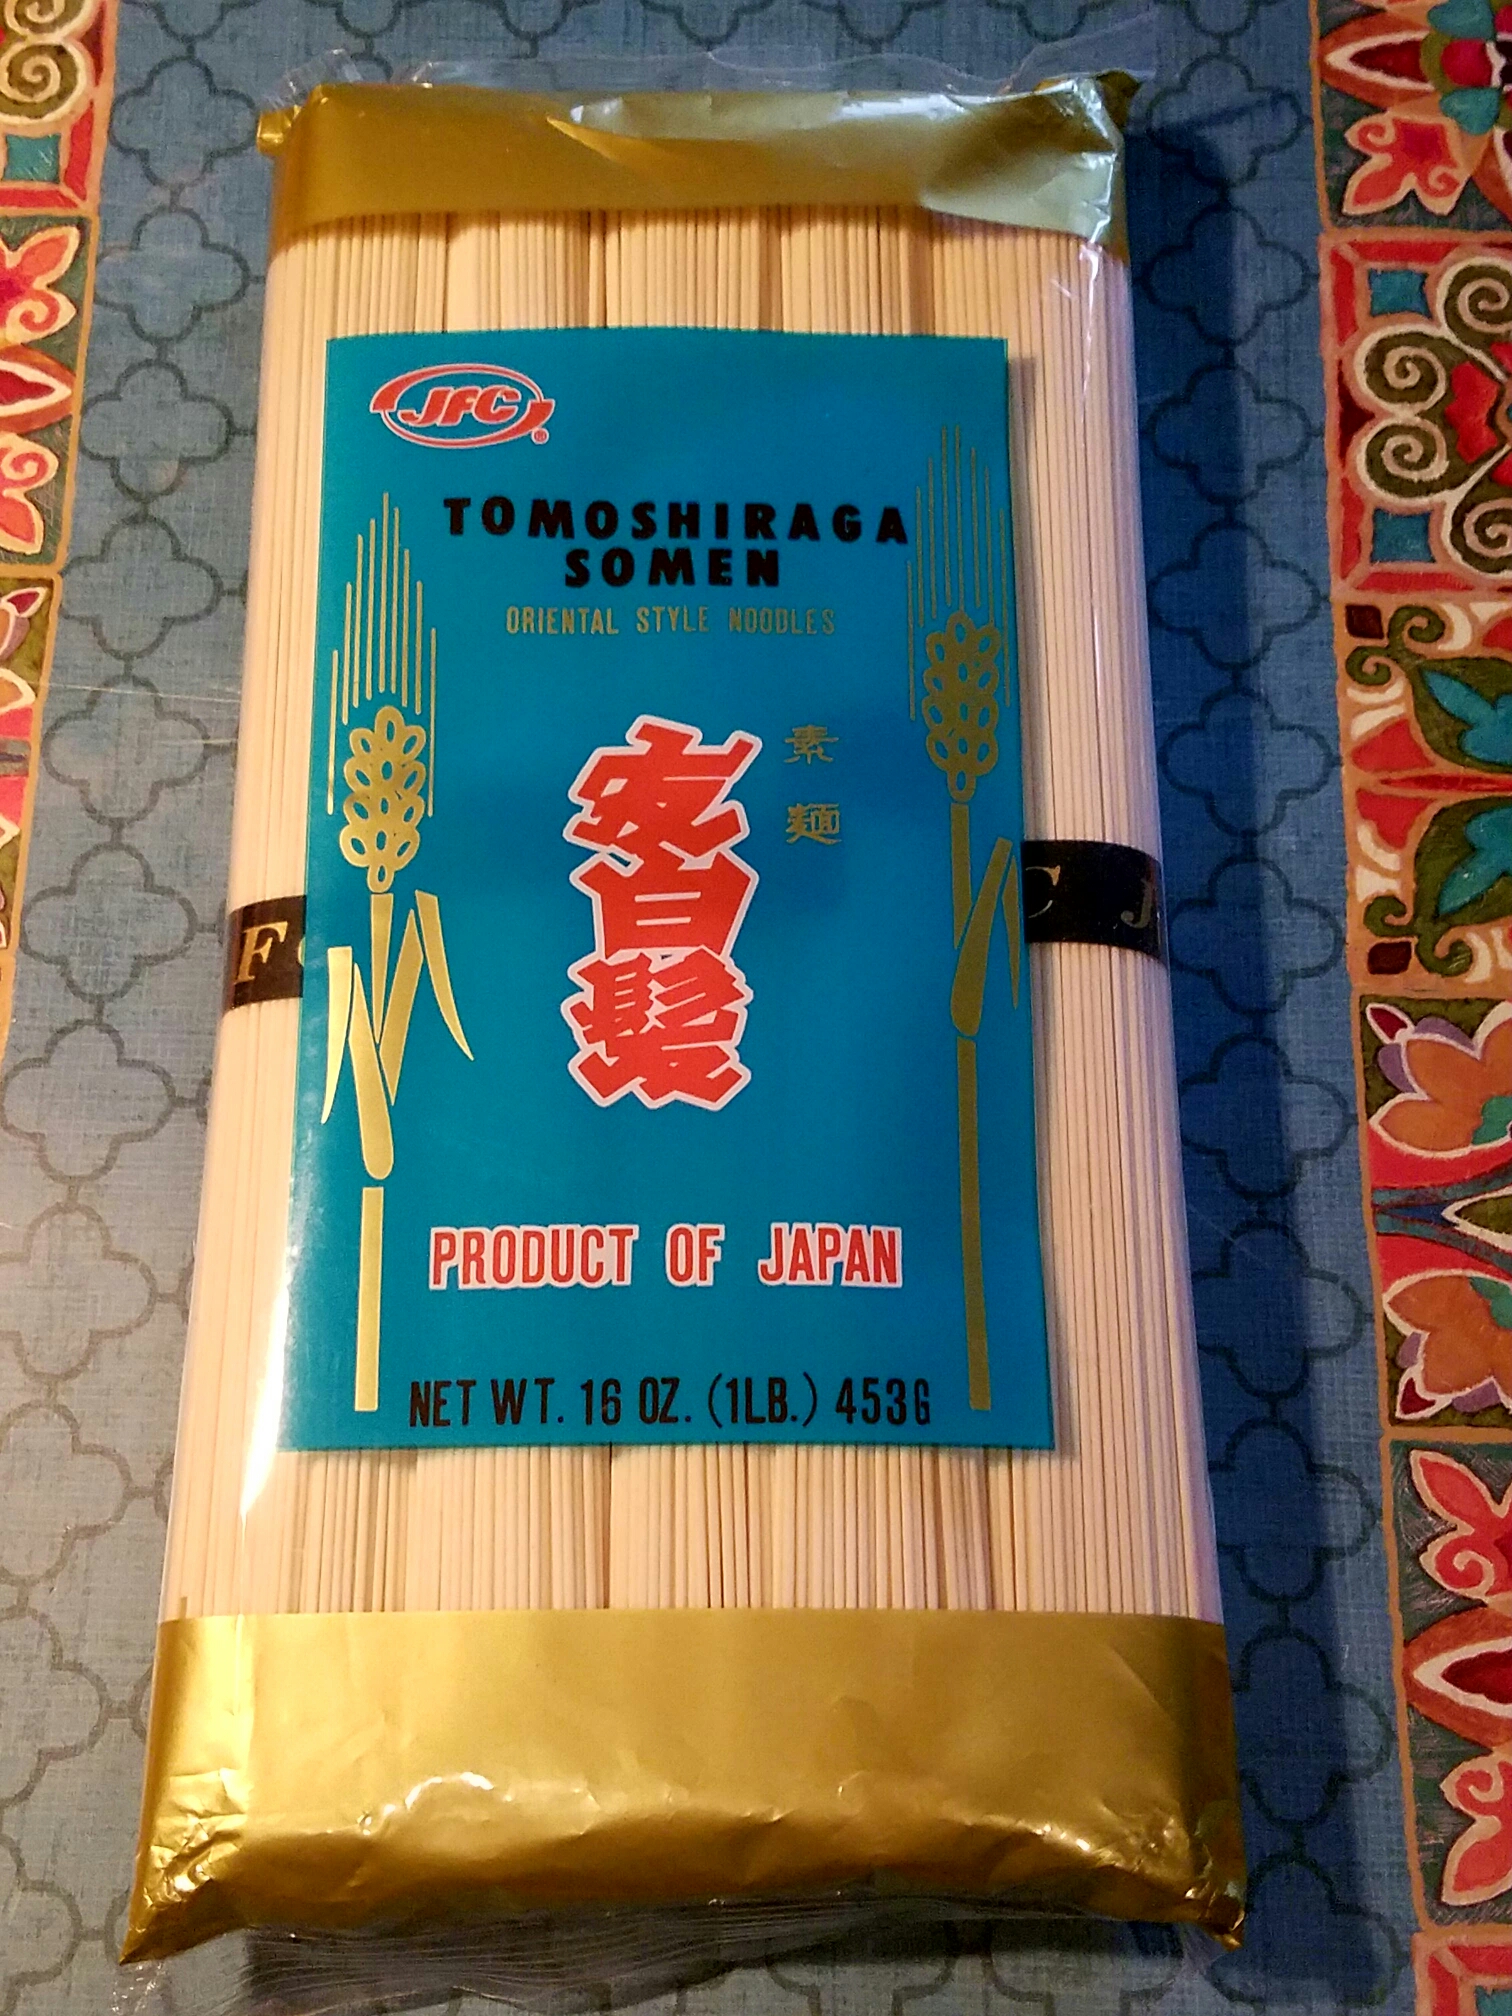 JFC®
TOMOSHIRAGA
SOMEN
ORIENTAL STYLE NOODLES
素麺
友白髪
F C
C J
PRODUCT OF JAPAN
NET WT. 16 OZ. (1LB.) 453G